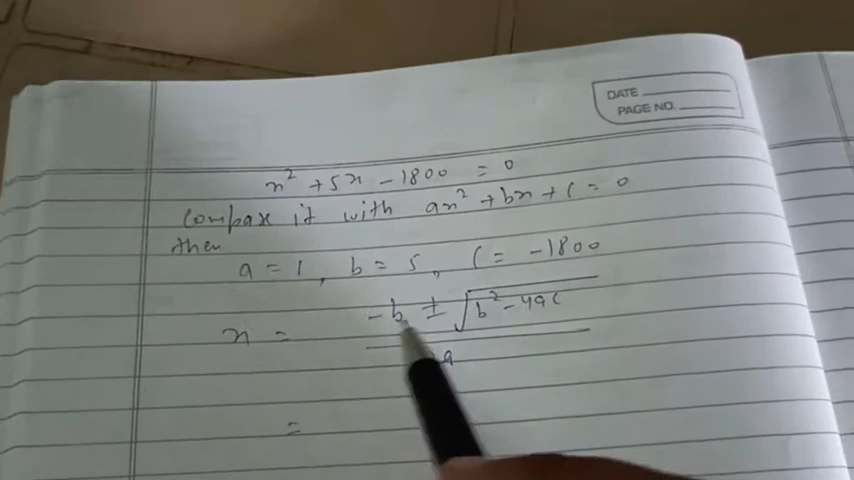 DATE
PAGE NO.
x² + 5x - 1800 = 0
Compare it with ax² + bx + c = 0
then
a = 1, b = 5, c = -1800
x = -b ± √b² - 4ac
a
=